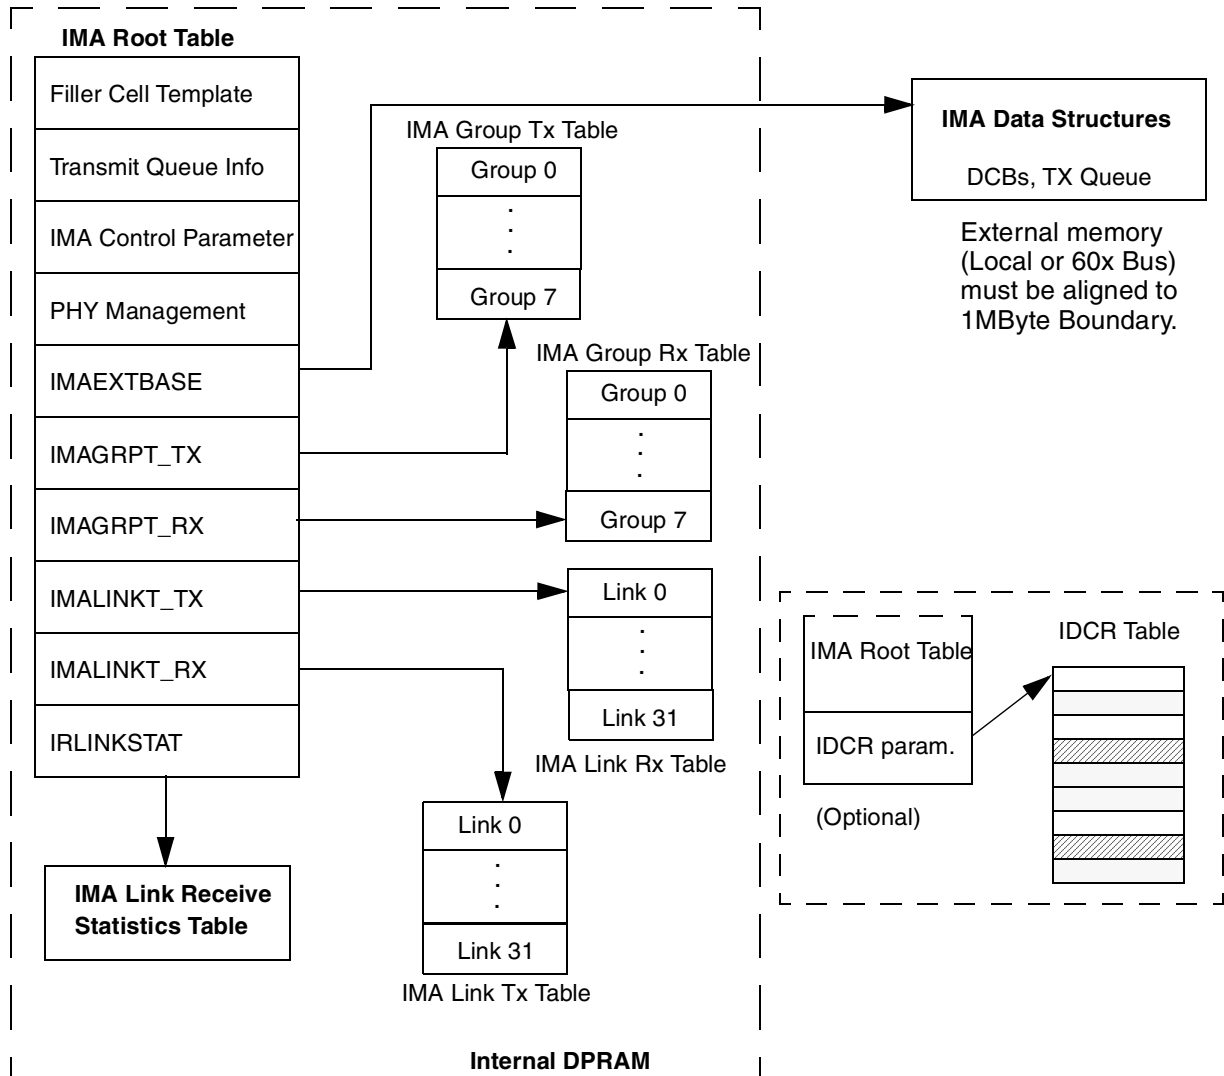 IMA Root Table
Filler Cell Template
Transmit Queue Info
IMA Control Parameter
PHY Management
IMAEXTBASE
IMAGRPT_TX
IMAGRPT_RX
IMALINKT_TX
IMALINKT_RX
IRLINKSTAT
IMA Link Receive
Statistics Table
IMA Group Tx Table
Group 0
Group 7
IMA Group Rx Table
Group 0
Group 7
Link 0
Link 31
IMA Link Rx Table
Link 0
Link 31
IMA Link Tx Table
Internal DPRAM
IMA Data Structures
DCBs, TX Queue
External memory
(Local or 60x Bus)
must be aligned to
1MByte Boundary.
IMA Root Table
IDCR param.
(Optional)
IDCR Table